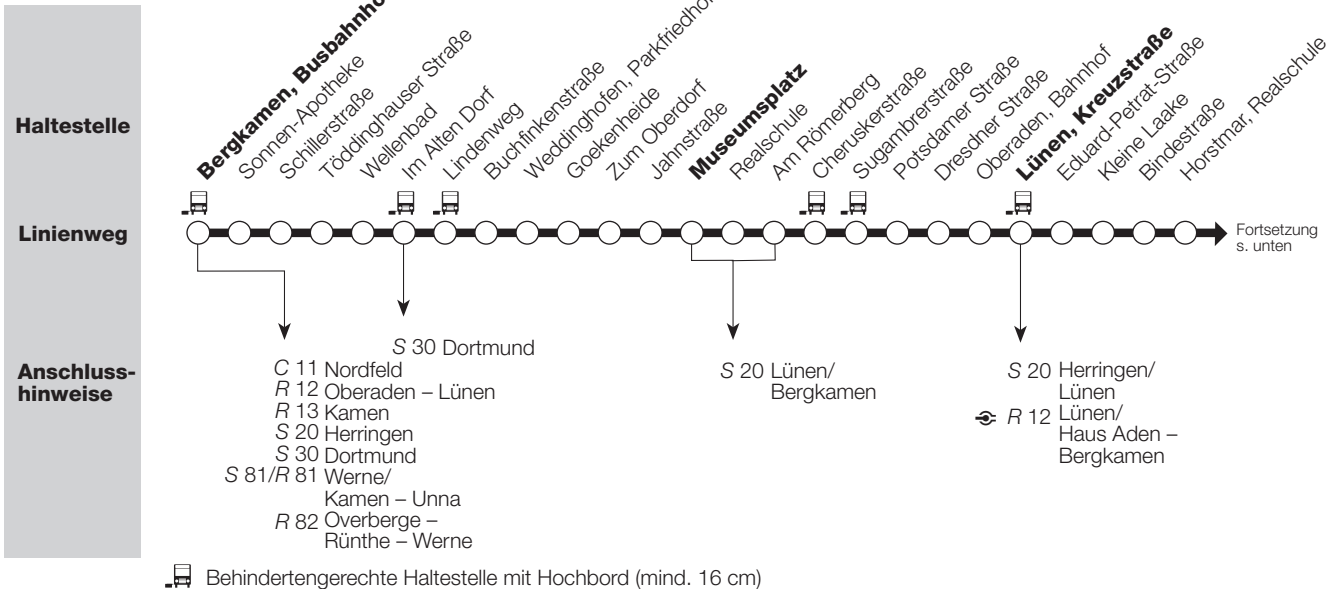 Haltestelle
Bergkamen, Busbahnho
Sonnen-Apotheke
Schillerstraße
Töddinghauser Straße
Wellenbad
Im Alten Dorf
Lindenweg
Buchfinkenstraße
Weddinghofen, Parkfriedhof
Goekenheide
Zum Oberdorf
Jahnstraße
Museumsplatz
Realschule
Am Römerberg
Cheruskerstraße
Sugambrerstraße
Potsdamer Straße
Dresdner Straße
Oberaden, Bahnhof
Lünen, Kreuzstraße
Eduard-Petrat-Straße
Kleine Laake
Bindestraße
Horstmar, Realschule
Linienweg
Fortsetzung
s. unten
Anschluss-
hinweise
C 11 Nordfeld
R 12 Oberaden – Lünen
R 13 Kamen
S 20 Herringen
S 30 Dortmund
S 81/R 81 Werne/
Kamen – Unna
R 82 Overberge –
Rünthe – Werne
S 30 Dortmund
S 20 Lünen/
Bergkamen
S 20 Herringen/
Lünen
R 12 Lünen/
Haus Aden –
Bergkamen
Behindertengerechte Haltestelle mit Hochbord (mind. 16 cm)